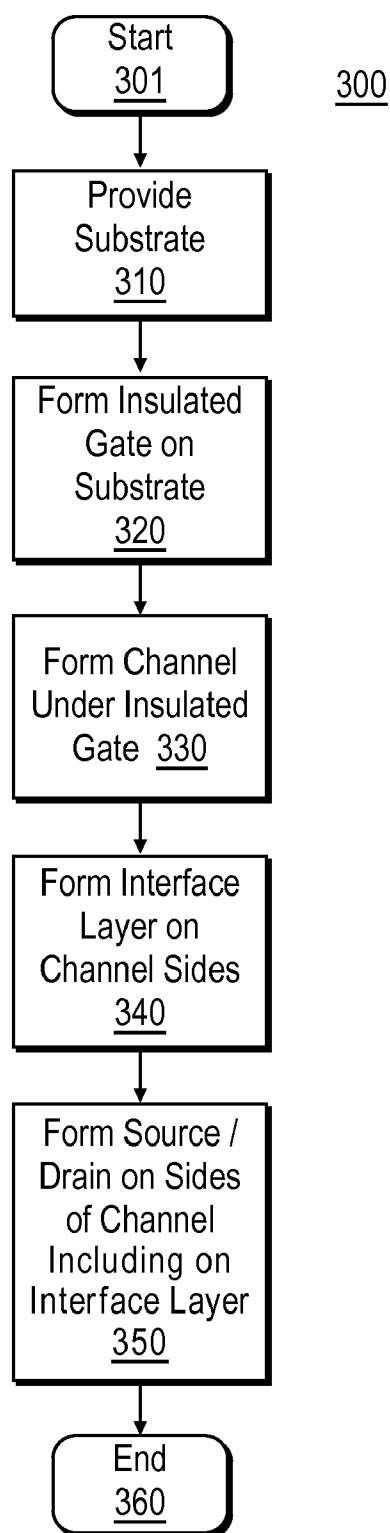 Start
301
300
Provide
Substrate
310
Form Insulated
Gate on
Substrate
320
Form Channel
Under Insulated
Gate 330
Form Interface
Layer on
Channel Sides
340
Form Source /
Drain on Sides
of Channel
Including on
Interface Layer
350
End
360